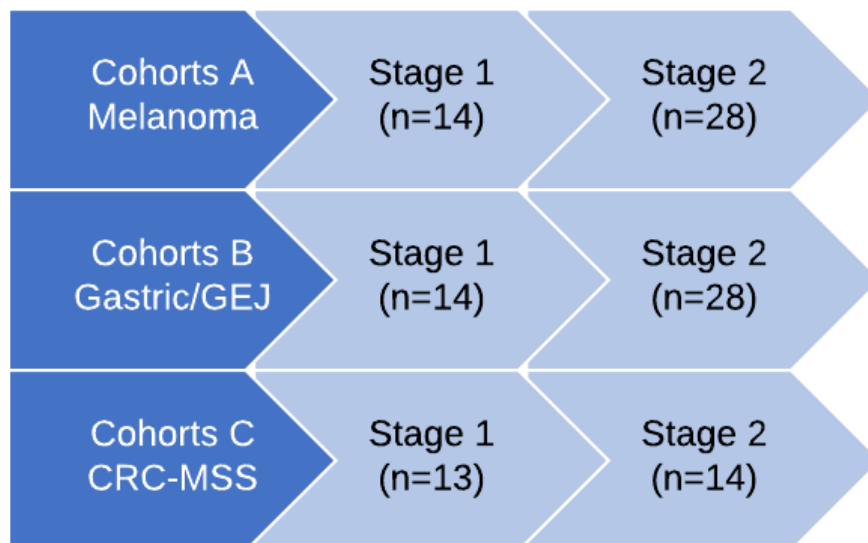 Cohorts A
Melanoma
Stage 1
(n=14)
Stage 2
(n=28)
Cohorts B
Gastric/GEJ
Stage 1
(n=14)
Stage 2
(n=28)
Cohorts C
CRC-MSS
Stage 1
(n=13)
Stage 2
(n=14)